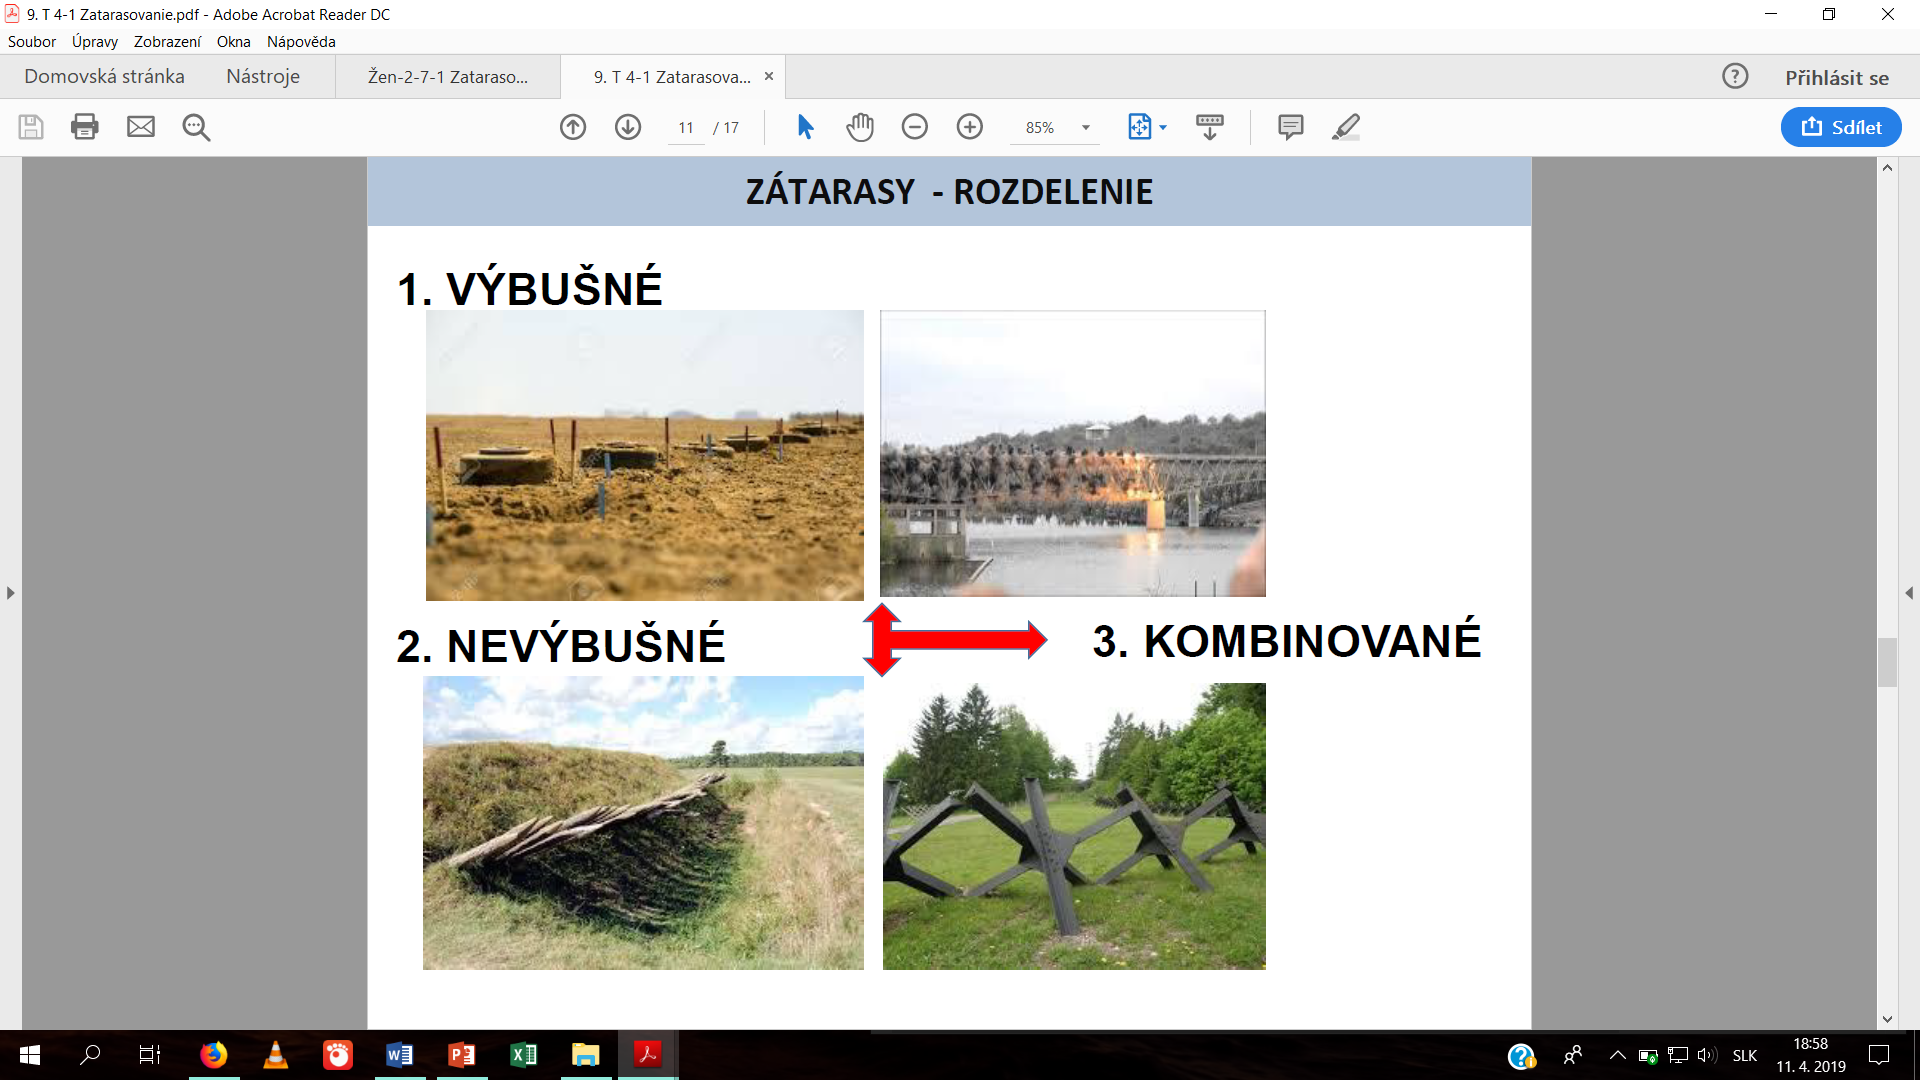 9. T 4-1 Zatarasovanie.pdf - Adobe Acrobat Reader DC
Soubor Úpravy Zobrazení Okna Nápověda
Domovská stránka Nástroje Žen-2-7-1 Zataraso... 9. T 4-1 Zatarasova... Přihlásit se
11 / 17 85% Sdílet
ZÁTARASY - ROZDELENIE
1. VÝBUŠNÉ
2. NEVÝBUŠNÉ
3. KOMBINOVANÉ
SLK
18:58
11. 4. 2019